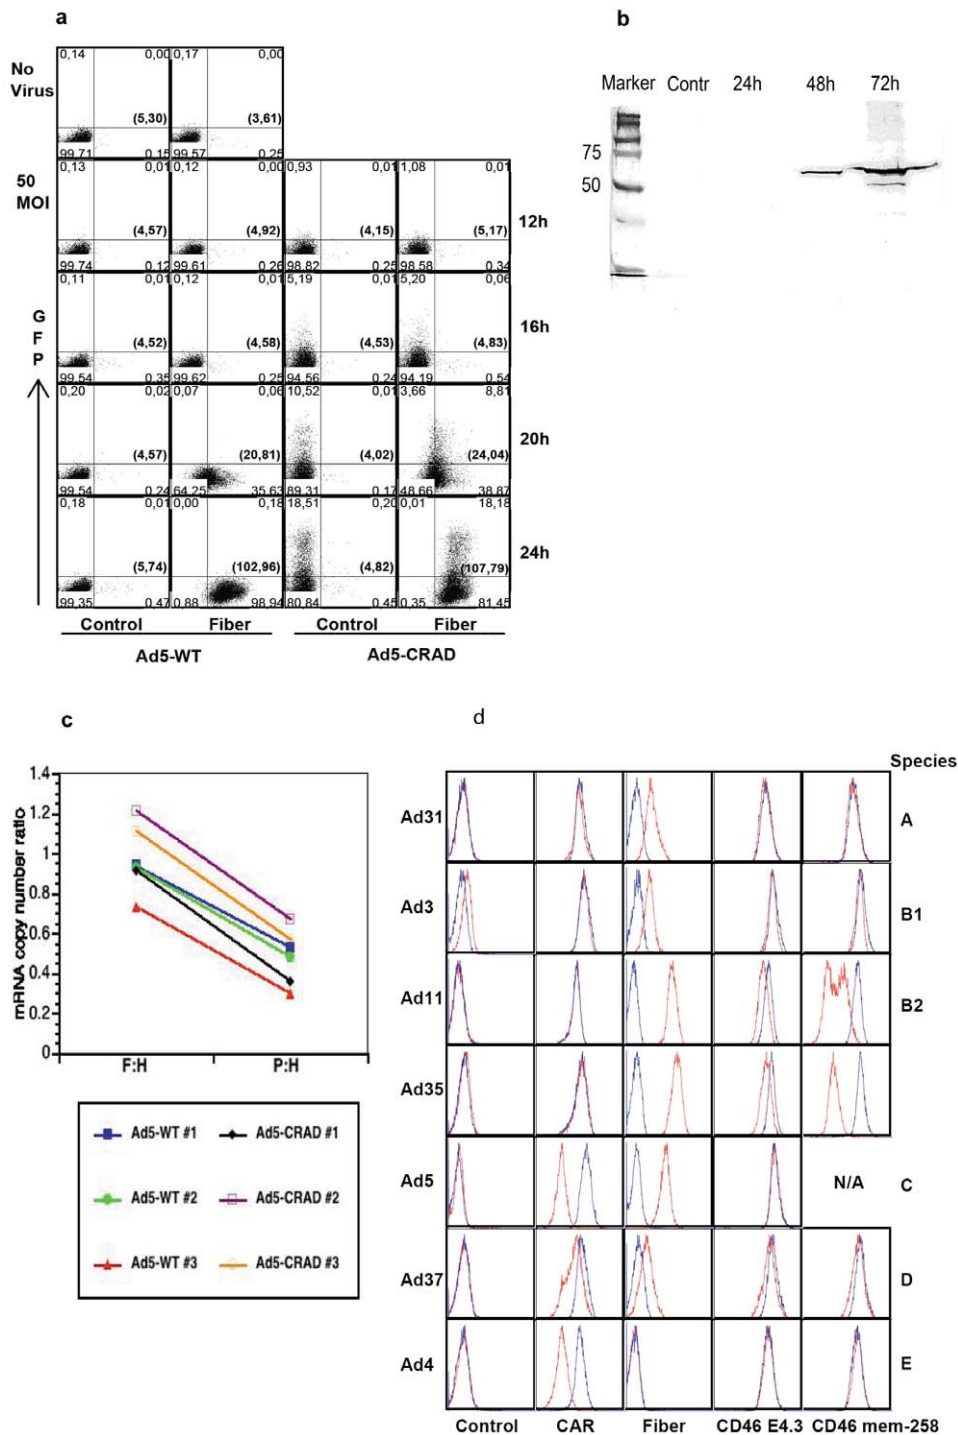 a
No Virus
0,14 0,00 0,17 0,00
(5,30) (3,61)
99,71 0,15 99,57 0,25
50 MOI
0,13 0,01 0,12 0,00 0,93 0,01 1,08 0,01
(4,57) (4,92) (4,15) (5,17)
12h
99,74 0,12 99,61 0,26 98,82 0,25 98,58 0,34
0,11 0,01 0,12 0,01 5,19 0,01 5,20 0,06
GFP
(4,52) (4,58) (4,53) (4,83)
16h
99,54 0,35 99,62 0,25 94,56 0,24 94,19 0,54
0,20 0,02 0,07 0,06 10,52 0,01 3,66 8,81
(4,57) (20,81) (4,02) (24,04)
20h
99,54 0,24 64,25 35,63 89,31 0,17 48,66 38,87
0,18 0,01 0,00 0,18 18,51 0,20 0,01 18,18
(5,74) (102,96) (4,82) (107,79)
24h
99,35 0,47 0,88 98,94 80,84 0,45 0,35 81,45
Control Fiber Control Fiber
Ad5-WT Ad5-CRAD
b
Marker Contr 24h 48h 72h
75
50
c
mRNA copy number ratio
1.4
1.2
1
0.8
0.6
0.4
0.2
0
F:H P:H
Ad5-WT #1 Ad5-CRAD #1
Ad5-WT #2 Ad5-CRAD #2
Ad5-WT #3 Ad5-CRAD #3
d
Species
Ad31 A
Ad3 B1
Ad11 B2
Ad35
Ad5 N/A C
Ad37 D
Ad4 E
Control CAR Fiber CD46 E4.3 CD46 mem-258